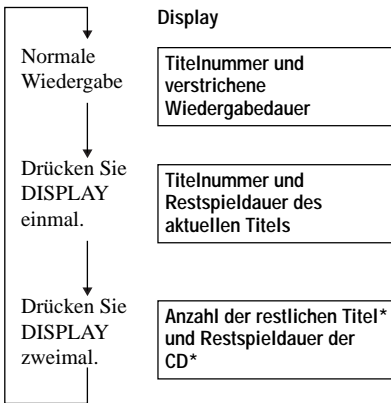 Display
Normale
Wiedergabe
Titelnummer und
verstrichene
Wiedergabedauer
Drücken Sie
DISPLAY
einmal.
Titelnummer und
Restspieldauer des
aktuellen Titels
Drücken Sie
DISPLAY
zweimal.
Anzahl der restlichen Titel*
und Restspieldauer der
CD*